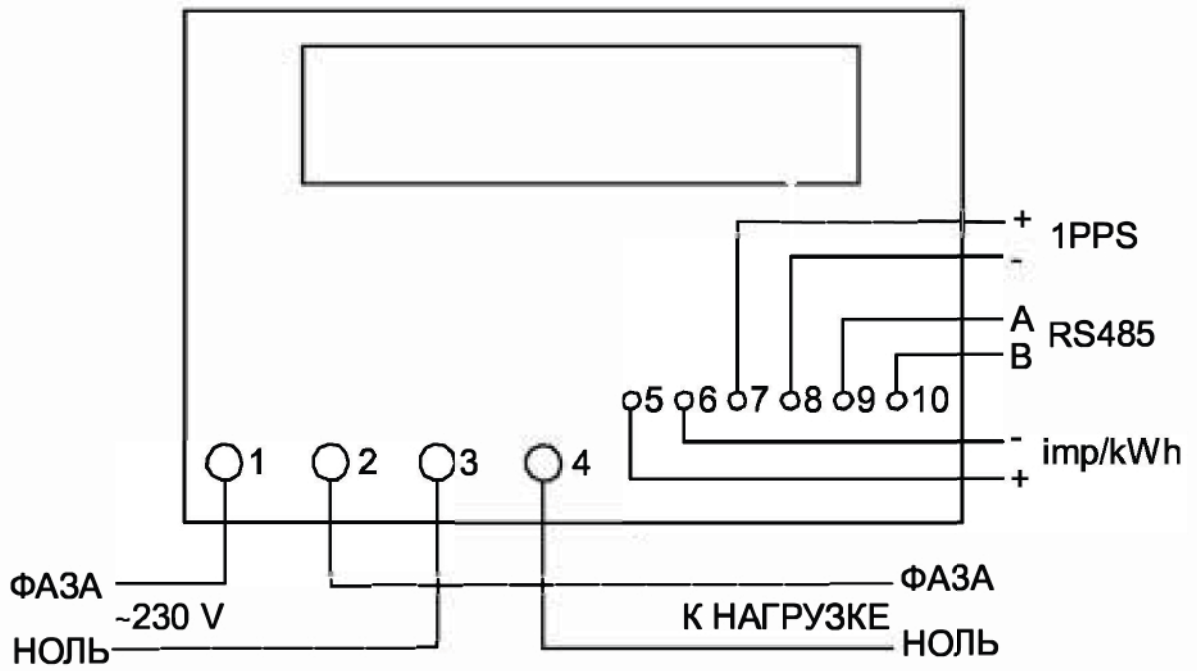 + 1PPS
-
A RS485
B
5 6 7 8 9 10
- imp/kWh
+
1 2 3 4
ФАЗА ФАЗА
~230 V К НАГРУЗКЕ
НОЛЬ НОЛЬ